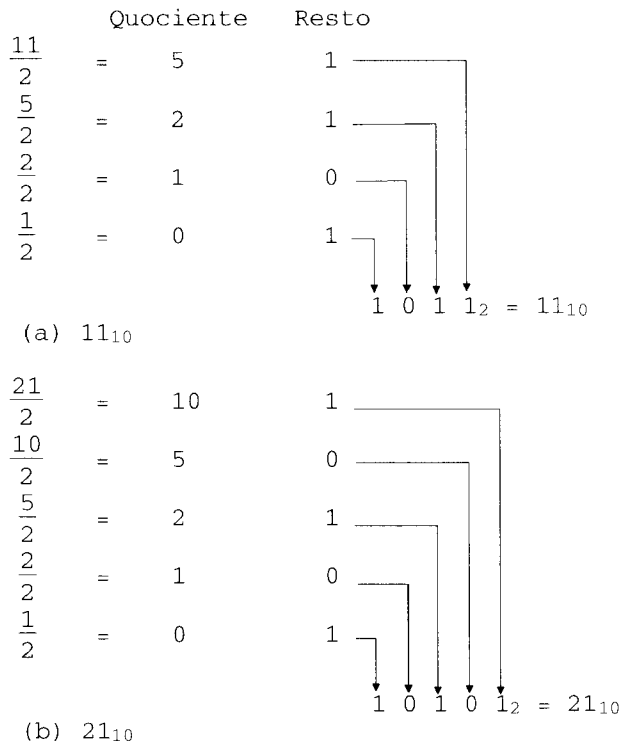 Quociente Resto
11/2 = 5 1
5/2 = 2 1
2/2 = 1 0
1/2 = 0 1
1 0 1 1₂ = 11₁₀
(a) 11₁₀
21/2 = 10 1
10/2 = 5 0
5/2 = 2 1
2/2 = 1 0
1/2 = 0 1
1 0 1 0 1₂ = 21₁₀
(b) 21₁₀